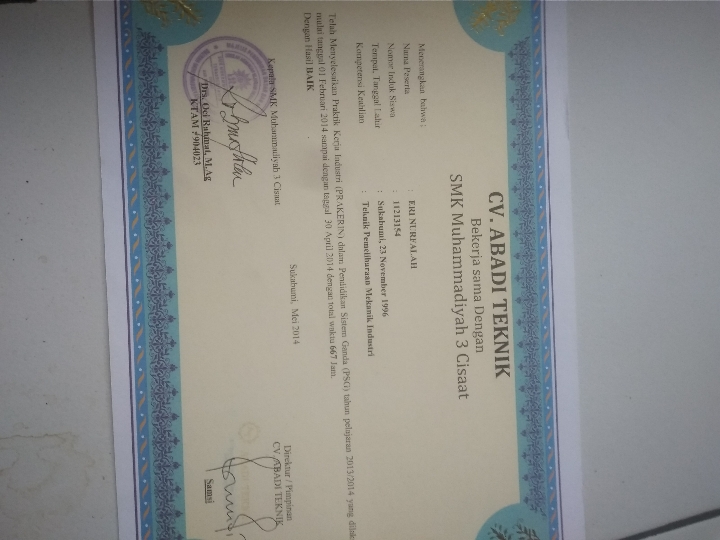 CV. ABADI TEKNIK
Bekerja sama Dengan
SMK Muhammadiyah 3 Cisaat
Menerangkan bahwa :
Nama Peserta : ERI NURFALAH
Nomor Induk Siswa : 11213154
Tempat, Tanggal Lahir : Sukabumi, 23 November 1996
Kompetensi Keahlian : Teknik Pemeliharaan Mekanik Industri
Telah Menyelesaikan Praktik Kerja Industri (PRAKERIN) dalam Pendidikan Sistem Ganda (PSG) tahun pelajaran 2013/2014 yang
mulai tanggal 01 Februari 2014 sampai dengan tanggal 30 April 2014 dengan total waktu 667 Jam.
Dengan Hasil BAIK
Sukabumi, Mei 2014
Kepala SMK Muhammadiyah 3 Cisaat
Direktur / Pimpinan
CV. ABADI TEKNIK
Drs. Oci Rahmat, M.Ag
KTAM : 904023
Samsi